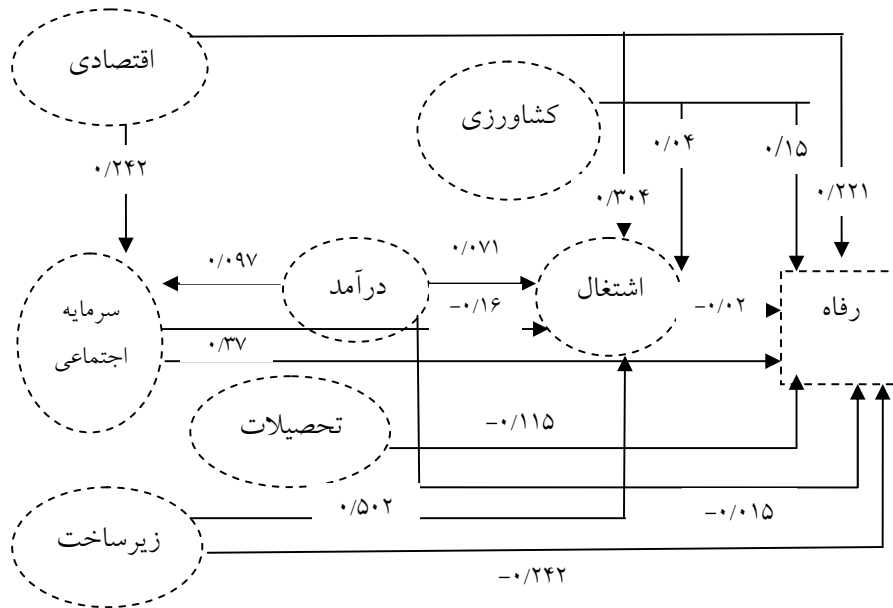 اقتصادی
کشاورزی
۰/۰۴
۰/۱۵
۰/۲۴۲
۰/۳۰۴
۰/۲۲۱
۰/۰۹۷
۰/۰۷۱
درآمد
اشتغال
−۰/۱۶
−۰/۰۲
رفاه
سرمایه
اجتماعی
۰/۳۷
تحصیلات
−۰/۱۱۵
۰/۵۰۲
−۰/۰۱۵
زیرساخت
−۰/۲۴۲